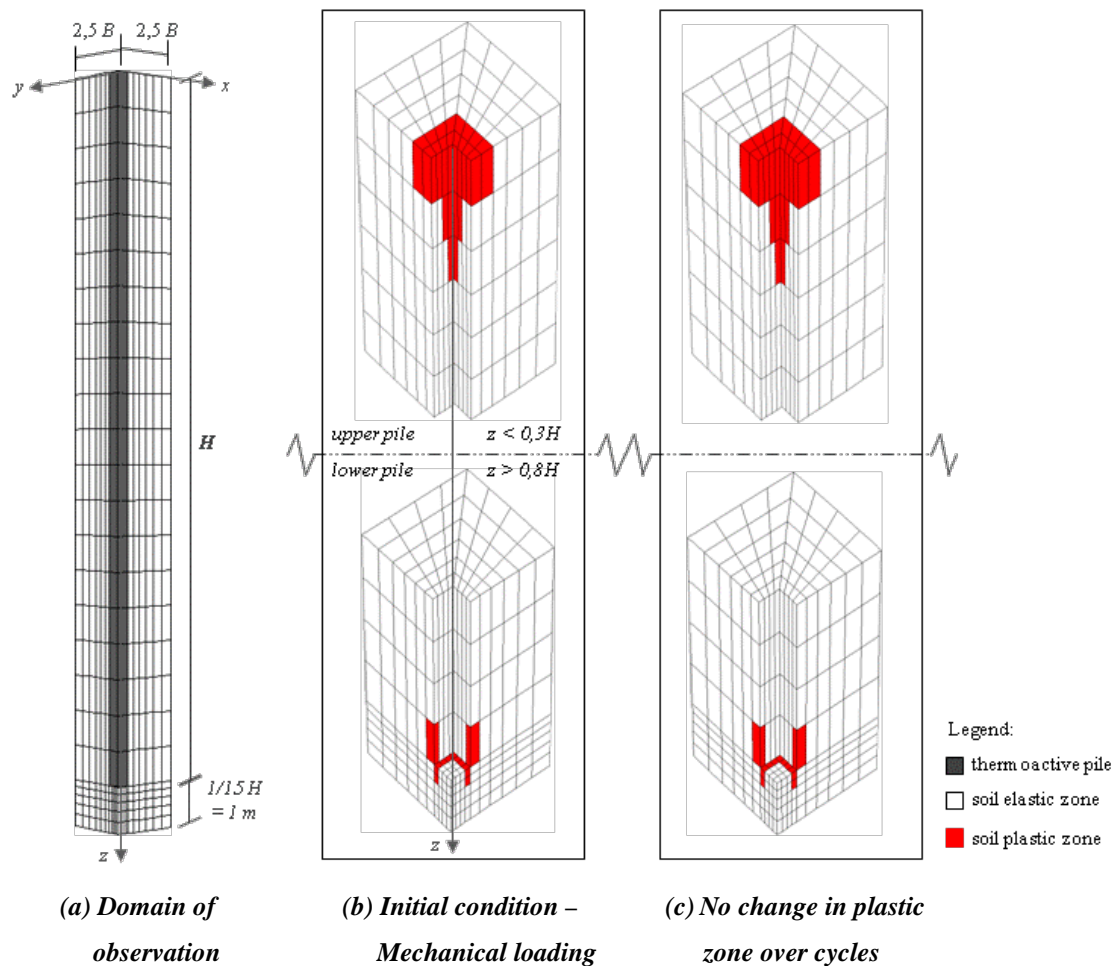 2,5 B 2,5 B
y x
H
1/15 H
= 1 m
z
upper pile z < 0,3H
lower pile z > 0,8H
z
Legend:
thermoactive pile
soil elastic zone
soil plastic zone
(a) Domain of
observation
(b) Initial condition –
Mechanical loading
(c) No change in plastic
zone over cycles